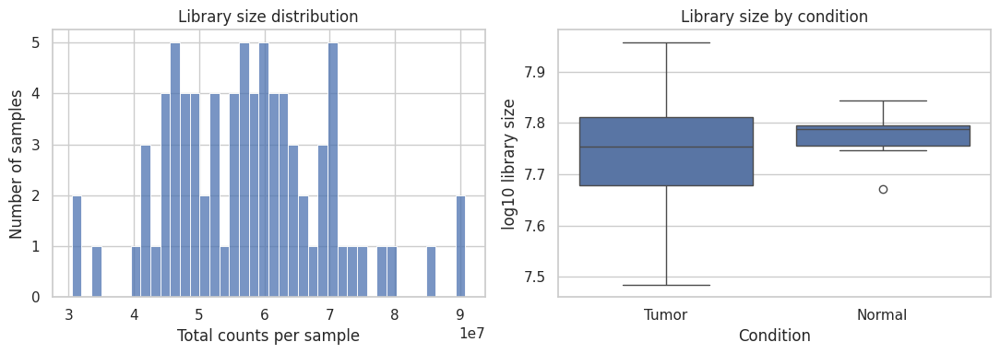 Library size distribution
Number of samples
5
4
3
2
1
0
3
4
5
6
7
8
9
1e7
Total counts per sample
Library size by condition
log10 library size
7.9
7.8
7.7
7.6
7.5
Tumor
Normal
Condition